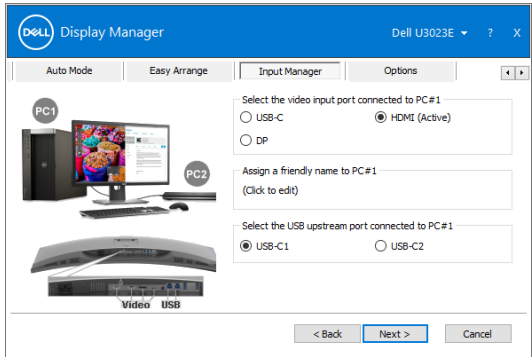 DELL Display Manager Dell U3023E ? X
Auto Mode Easy Arrange Input Manager Options
PC1
PC2
Video USB
Select the video input port connected to PC#1
USB-C HDMI (Active)
DP
Assign a friendly name to PC#1
(Click to edit)
Select the USB upstream port connected to PC#1
USB-C1 USB-C2
< Back Next > Cancel